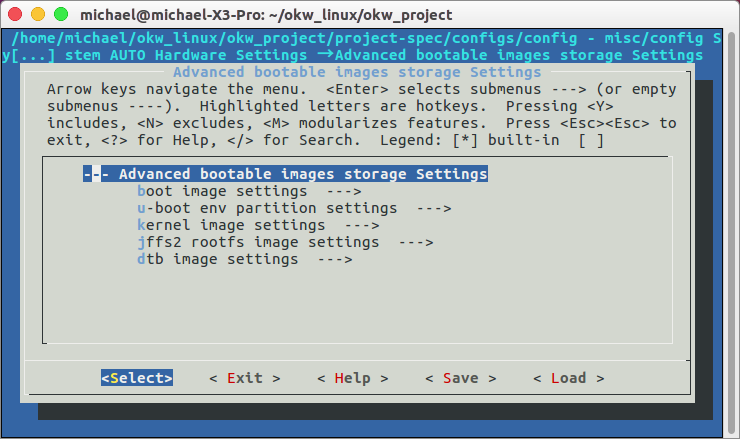 michael@michael-X3-Pro: ~/okw_linux/okw_project
/home/michael/okw_linux/okw_project/project-spec/configs/config - misc/config S
y[...] stem AUTO Hardware Settings →Advanced bootable images storage Settings
Advanced bootable images storage Settings
Arrow keys navigate the menu.  <Enter> selects submenus ---> (or empty
submenus ----).  Highlighted letters are hotkeys.  Pressing <Y>
includes, <N> excludes, <M> modularizes features.  Press <Esc><Esc> to
exit, <?> for Help, </> for Search.  Legend: [*] built-in  [ ]
--- Advanced bootable images storage Settings
boot image settings  --->
u-boot env partition settings  --->
kernel image settings  --->
jffs2 rootfs image settings  --->
dtb image settings  --->
<Select>    < Exit >    < Help >    < Save >    < Load >